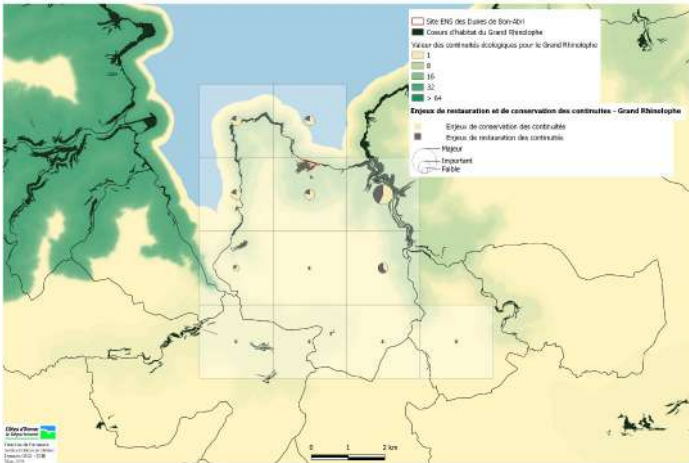 Site ENS des Dunes de Bon-Abri
Coeurs d'habitat du Grand Rhinolophe
Valeur des continuités écologiques pour le Grand Rhinolophe
1
8
16
32
> 64
Enjeux de restauration et de conservation des continuités - Grand Rhinolophe
Enjeux de conservation des continuités
Enjeux de restauration des continuités
Majeur
Important
Faible
Côtes d'Armor
le Département
0 1 2 km